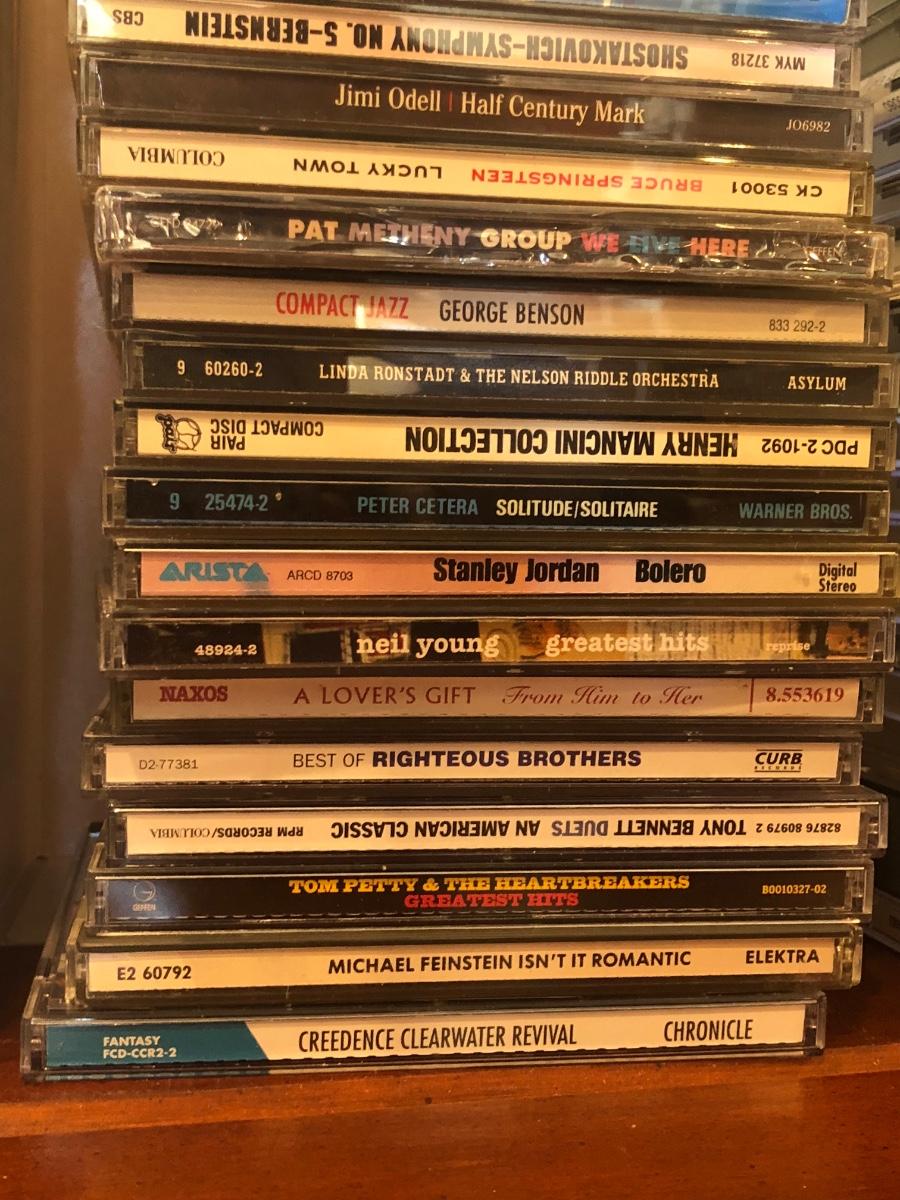 SHOSTAKOVICH-SYMPHONY NO. 5-BERNSTEIN CBS MYK 37218
Jimi Odell | Half Century Mark JO6982
CK 53001 BRUCE SPRINGSTEEN LUCKY TOWN COLUMBIA
PAT METHENY GROUP WE LIVE HERE GEFFEN
COMPACT JAZZ GEORGE BENSON 833 292-2
9 60260-2 LINDA RONSTADT & THE NELSON RIDDLE ORCHESTRA ASYLUM
PDC 2-1092 HENRY MANCINI COLLECTION PAIR COMPACT DISC pair
9 25474-2 PETER CETERA SOLITUDE/SOLITAIRE WARNER BROS.
ARISTA ARCD 8703 Stanley Jordan Bolero Digital Stereo
48924-2 neil young greatest hits reprise
NAXOS A LOVER'S GIFT From Him to Her 8.553619
D2-77381 BEST OF RIGHTEOUS BROTHERS CURB RECORDS
82876 80979 2 TONY BENNETT DUETS AN AMERICAN CLASSIC RPM RECORDS/COLUMBIA
GEFFEN TOM PETTY & THE HEARTBREAKERS B0010327-02
GREATEST HITS
E2 60792 MICHAEL FEINSTEIN ISN'T IT ROMANTIC ELEKTRA
FANTASY CREEDENCE CLEARWATER REVIVAL CHRONICLE
FCD-CCR2-2